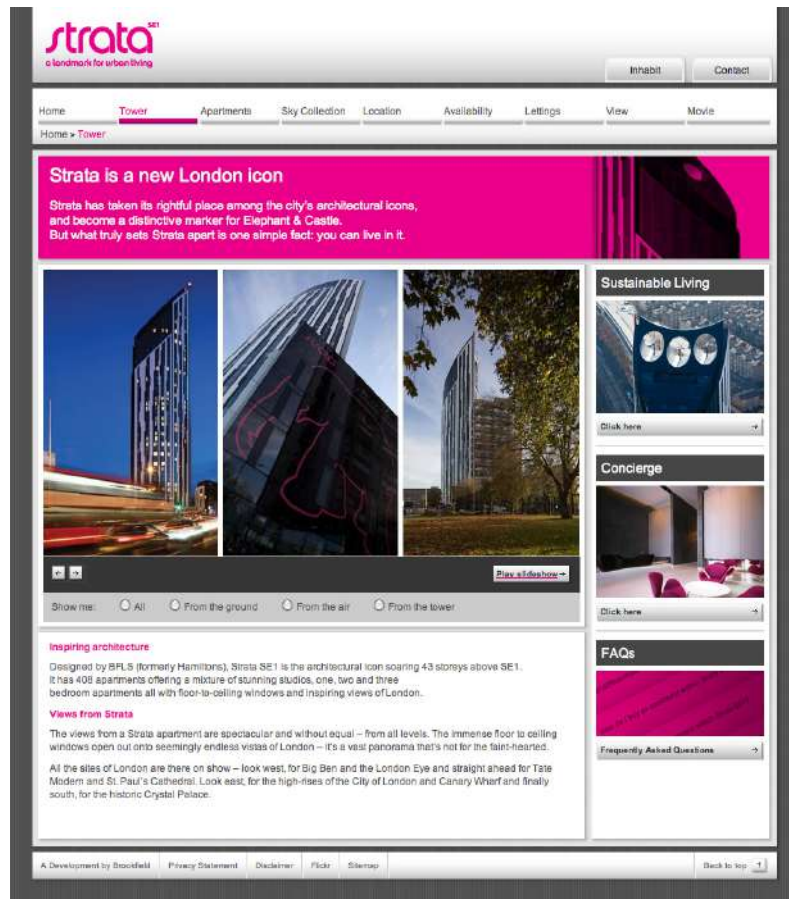 strata SE1
a landmark for urban living
Inhabit
Contact
Home
Tower
Apartments
Sky Collection
Location
Availability
Lettings
View
Movie
Home » Tower
Strata is a new London icon
Strata has taken its rightful place among the city's architectural icons,
and become a distinctive marker for Elephant & Castle.
But what truly sets Strata apart is one simple fact: you can live in it.
Play slideshow
Show me:
All
From the ground
From the air
From the tower
Inspiring architecture
Designed by BFLS (formerly Hamiltons), Strata SE1 is the architectural icon soaring 43 storeys above SE1.
It has 408 apartments offering a mixture of stunning studios, one, two and three
bedroom apartments all with floor-to-ceiling windows and inspiring views of London.
Views from Strata
The views from a Strata apartment are spectacular and without equal – from all levels. The immense floor to ceiling
windows open out onto seemingly endless vistas of London – it's a vast panorama that's not for the faint-hearted.
All the sites of London are there on show – look west, for Big Ben and the London Eye and straight ahead for Tate
Modern and St. Paul's Cathedral. Look east, for the high-rises of the City of London and Canary Wharf and finally
south, for the historic Crystal Palace.
Sustainable Living
Click here
Concierge
Click here
FAQs
Frequently Asked Questions
A Development by Brookfield
Privacy Statement
Disclaimer
Flickr
Sitemap
Back to top